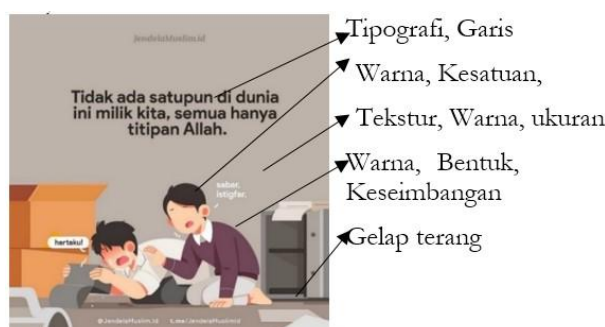 JendelaMuslim.id
Tidak ada satupun di dunia
ini milik kita, semua hanya
titipan Allah.
sabar,
istigfar.
hartaku!
@JendelaMuslim.id · t.me/JendelaMuslimid
Tipografi, Garis
Warna, Kesatuan,
Tekstur, Warna, ukuran
Warna, Bentuk,
Keseimbangan
Gelap terang